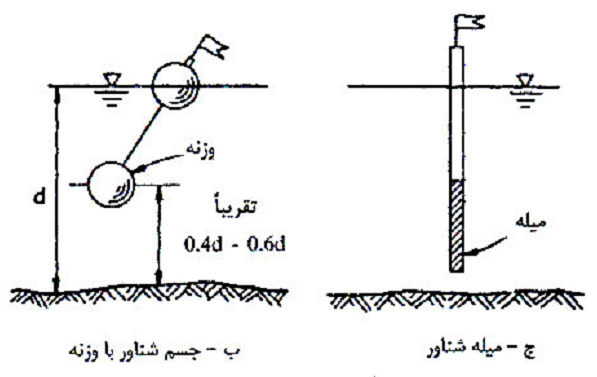 وزنه
d
تقریباً
0.4d - 0.6d
ب - جسم شناور با وزنه
میله
ج - میله شناور